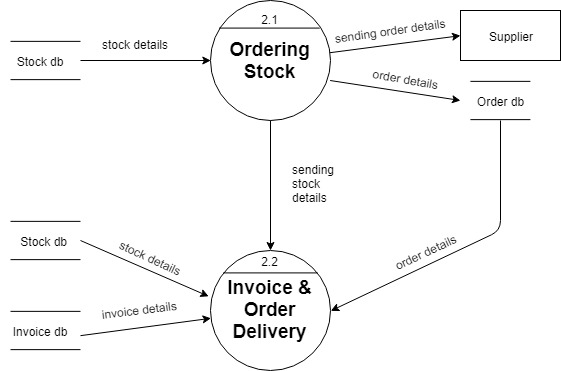 2.1
Ordering
Stock
Stock db
stock details
sending order details
Supplier
order details
Order db
sending
stock
details
2.2
Invoice &
Order
Delivery
Stock db
stock details
Invoice db
invoice details
order details